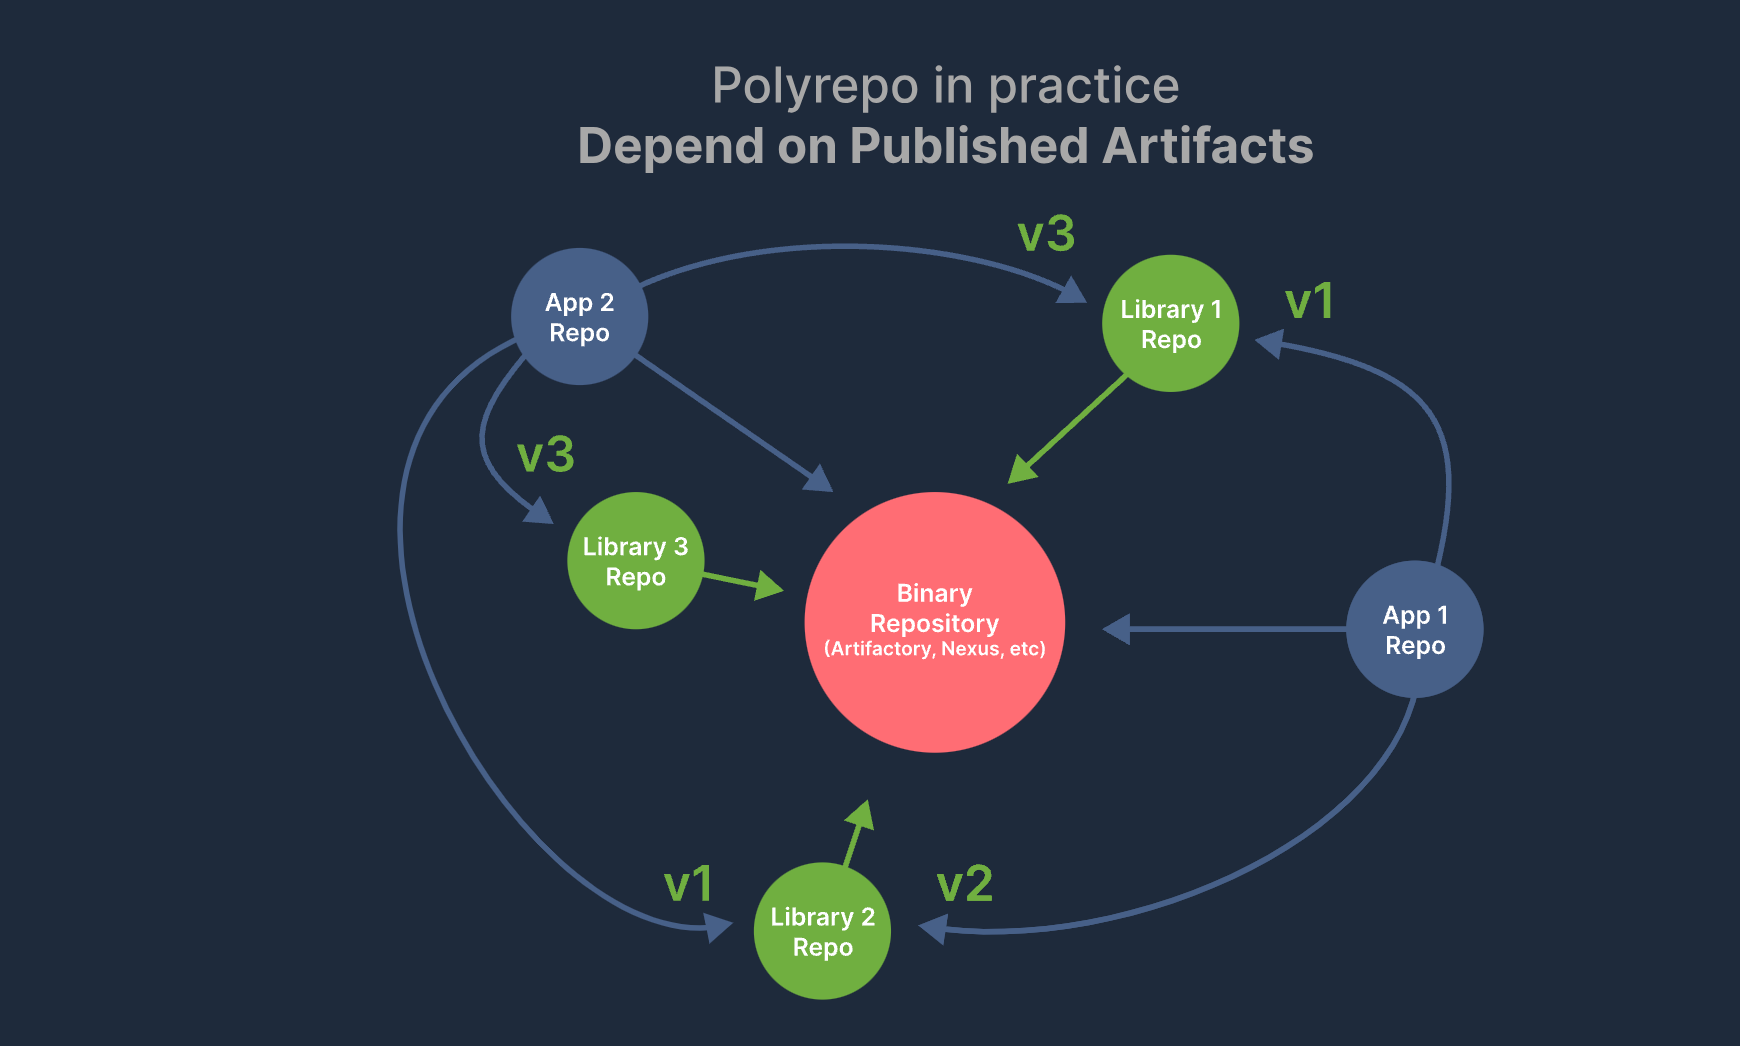 Polyrepo in practice
Depend on Published Artifacts
v3
App 2
Repo
Library 1
Repo
v1
v3
Library 3
Repo
Binary
Repository
(Artifactory, Nexus, etc)
App 1
Repo
v1
v2
Library 2
Repo